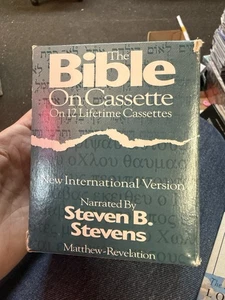 The
Bible
On Cassette
On 12 Lifetime Cassettes
New International Version
Narrated By
Steven B.
Stevens
Matthew-Revelation